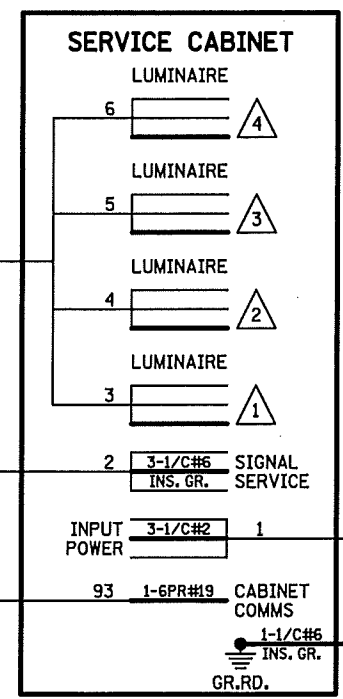 SERVICE CABINET
LUMINAIRE
6
4
LUMINAIRE
5
3
LUMINAIRE
4
2
LUMINAIRE
3
1
2 3-1/C#6 SIGNAL
INS. GR. SERVICE
INPUT 3-1/C#2 1
POWER
93 1-6PR#19 CABINET
COMMS
1-1/C#6
INS. GR.
GR.RD.